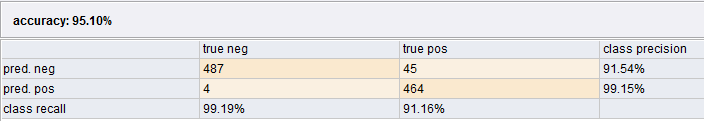 accuracy: 95.10%
true neg true pos class precision
pred. neg 487 45 91.54%
pred. pos 4 464 99.15%
class recall 99.19% 91.16%